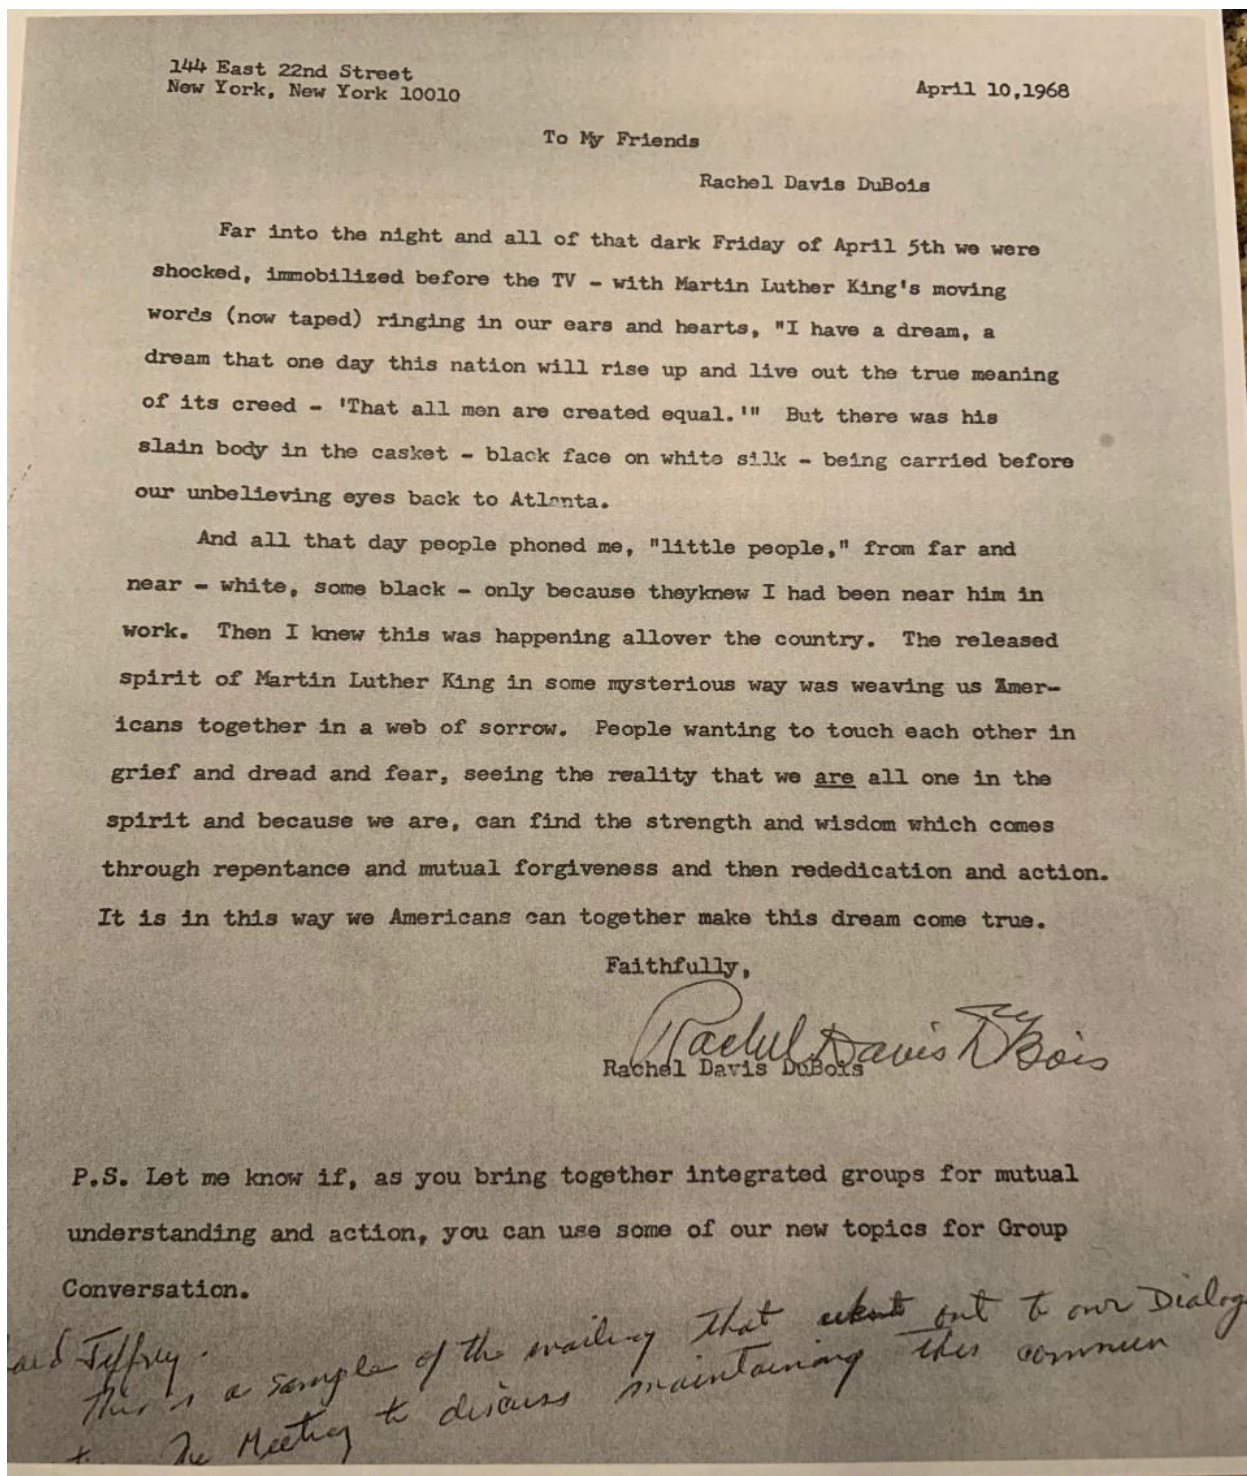 144 East 22nd Street
New York, New York 10010
April 10,1968
To My Friends
Rachel Davis DuBois
Far into the night and all of that dark Friday of April 5th we were
shocked, immobilized before the TV - with Martin Luther King's moving
words (now taped) ringing in our ears and hearts, "I have a dream, a
dream that one day this nation will rise up and live out the true meaning
of its creed - 'That all men are created equal.'" But there was his
slain body in the casket - black face on white silk - being carried before
our unbelieving eyes back to Atlanta.
And all that day people phoned me, "little people," from far and
near - white, some black - only because theyknew I had been near him in
work. Then I knew this was happening allover the country. The released
spirit of Martin Luther King in some mysterious way was weaving us Amer-
icans together in a web of sorrow. People wanting to touch each other in
grief and dread and fear, seeing the reality that we are all one in the
spirit and because we are, can find the strength and wisdom which comes
through repentance and mutual forgiveness and then rededication and action.
It is in this way we Americans can together make this dream come true.
Faithfully,
Rachel Davis DuBois
Rachel Davis DuBois
P.S. Let me know if, as you bring together integrated groups for mutual
understanding and action, you can use some of our new topics for Group
Conversation.
Jeffrey.
This is a sample of the mailing that went out to our Dialog
The Meeting to discuss maintaining this commun